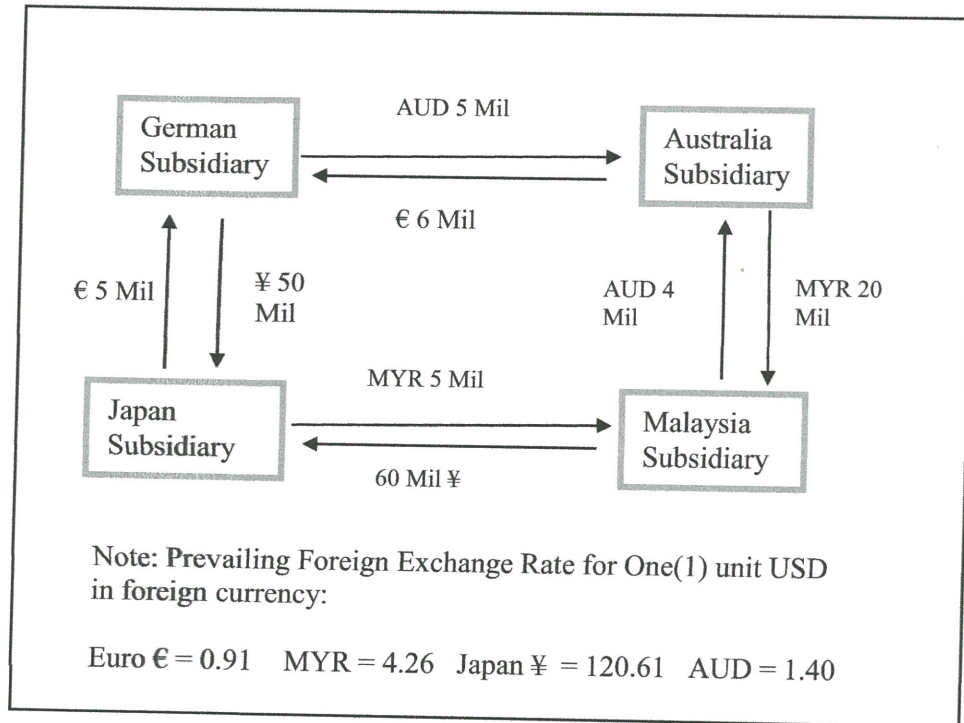 AUD 5 Mil
German
Subsidiary
Australia
Subsidiary
€ 6 Mil
€ 5 Mil
¥ 50
Mil
AUD 4
Mil
MYR 20
Mil
MYR 5 Mil
Japan
Subsidiary
Malaysia
Subsidiary
60 Mil ¥
Note: Prevailing Foreign Exchange Rate for One(1) unit USD
in foreign currency:
Euro € = 0.91 MYR = 4.26 Japan ¥ = 120.61 AUD = 1.40